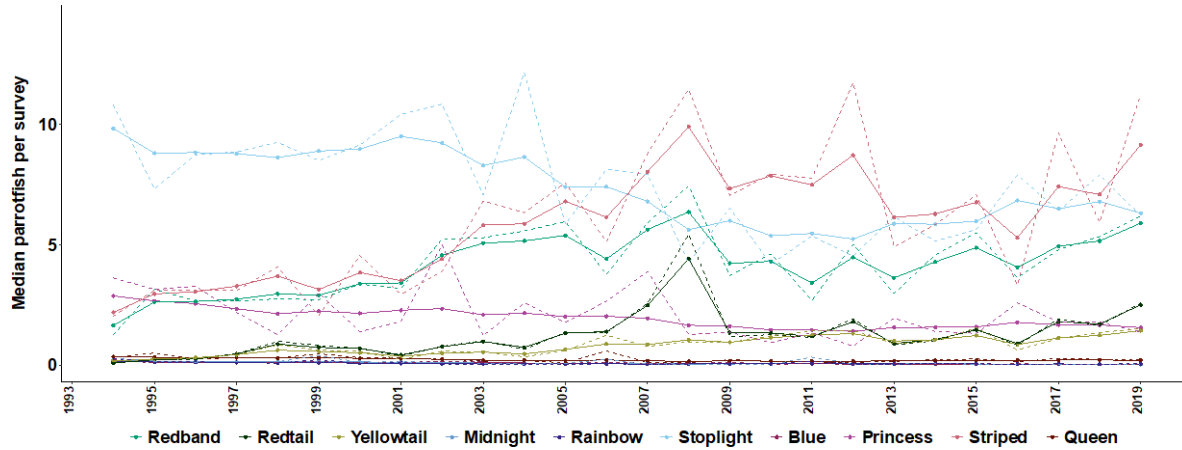 Median parrotfish per survey
10
5
0
1993 1995 1997 1999 2001 2003 2005 2007 2009 2011 2013 2015 2017 2019
Redband Redtail Yellowtail Midnight Rainbow Stoplight Blue Princess Striped Queen